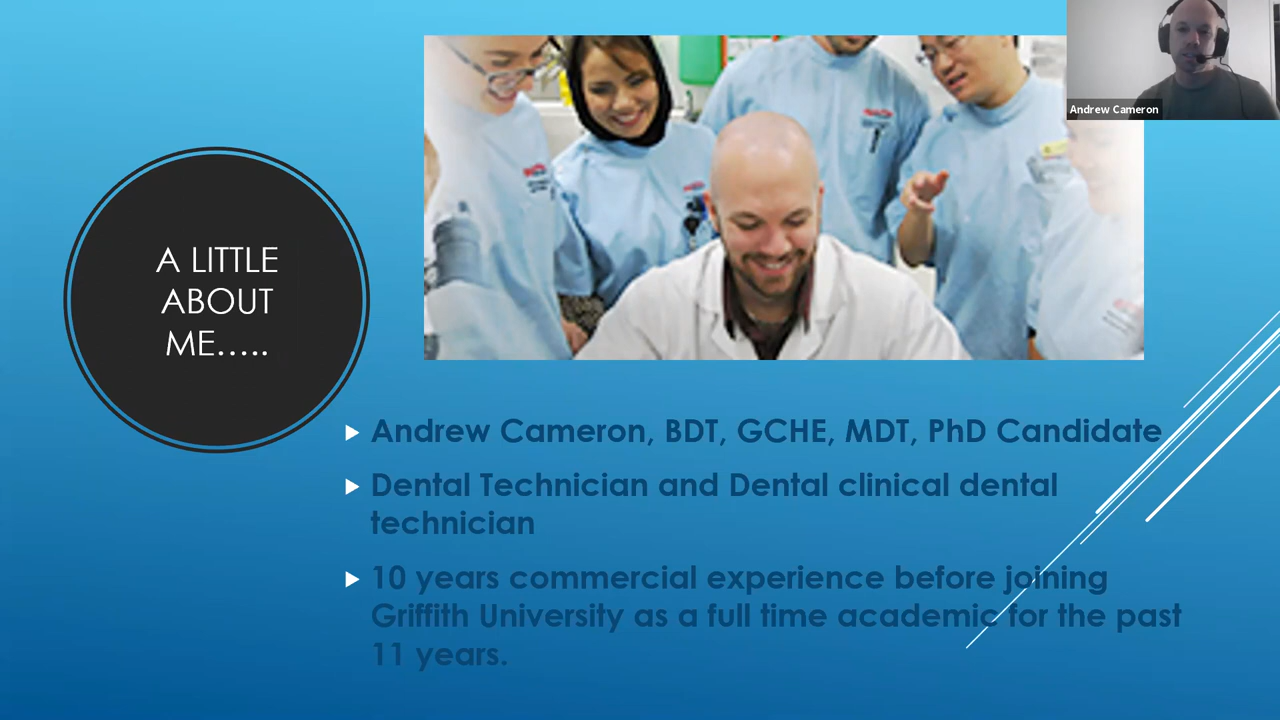 Andrew Cameron
A LITTLE
ABOUT
ME.....
Andrew Cameron, BDT, GCHE, MDT, PhD Candidate
Dental Technician and Dental clinical dental
technician
10 years commercial experience before joining
Griffith University as a full time academic for the past
11 years.